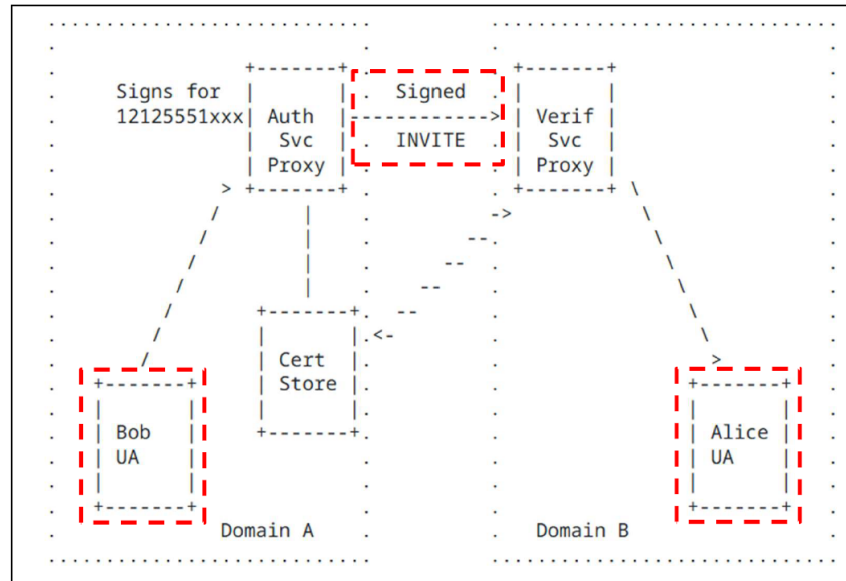 Signs for
12125551xxx
Auth
Svc
Proxy
Signed
INVITE
Verif
Svc
Proxy
Cert
Store
Bob
UA
Alice
UA
Domain A
Domain B